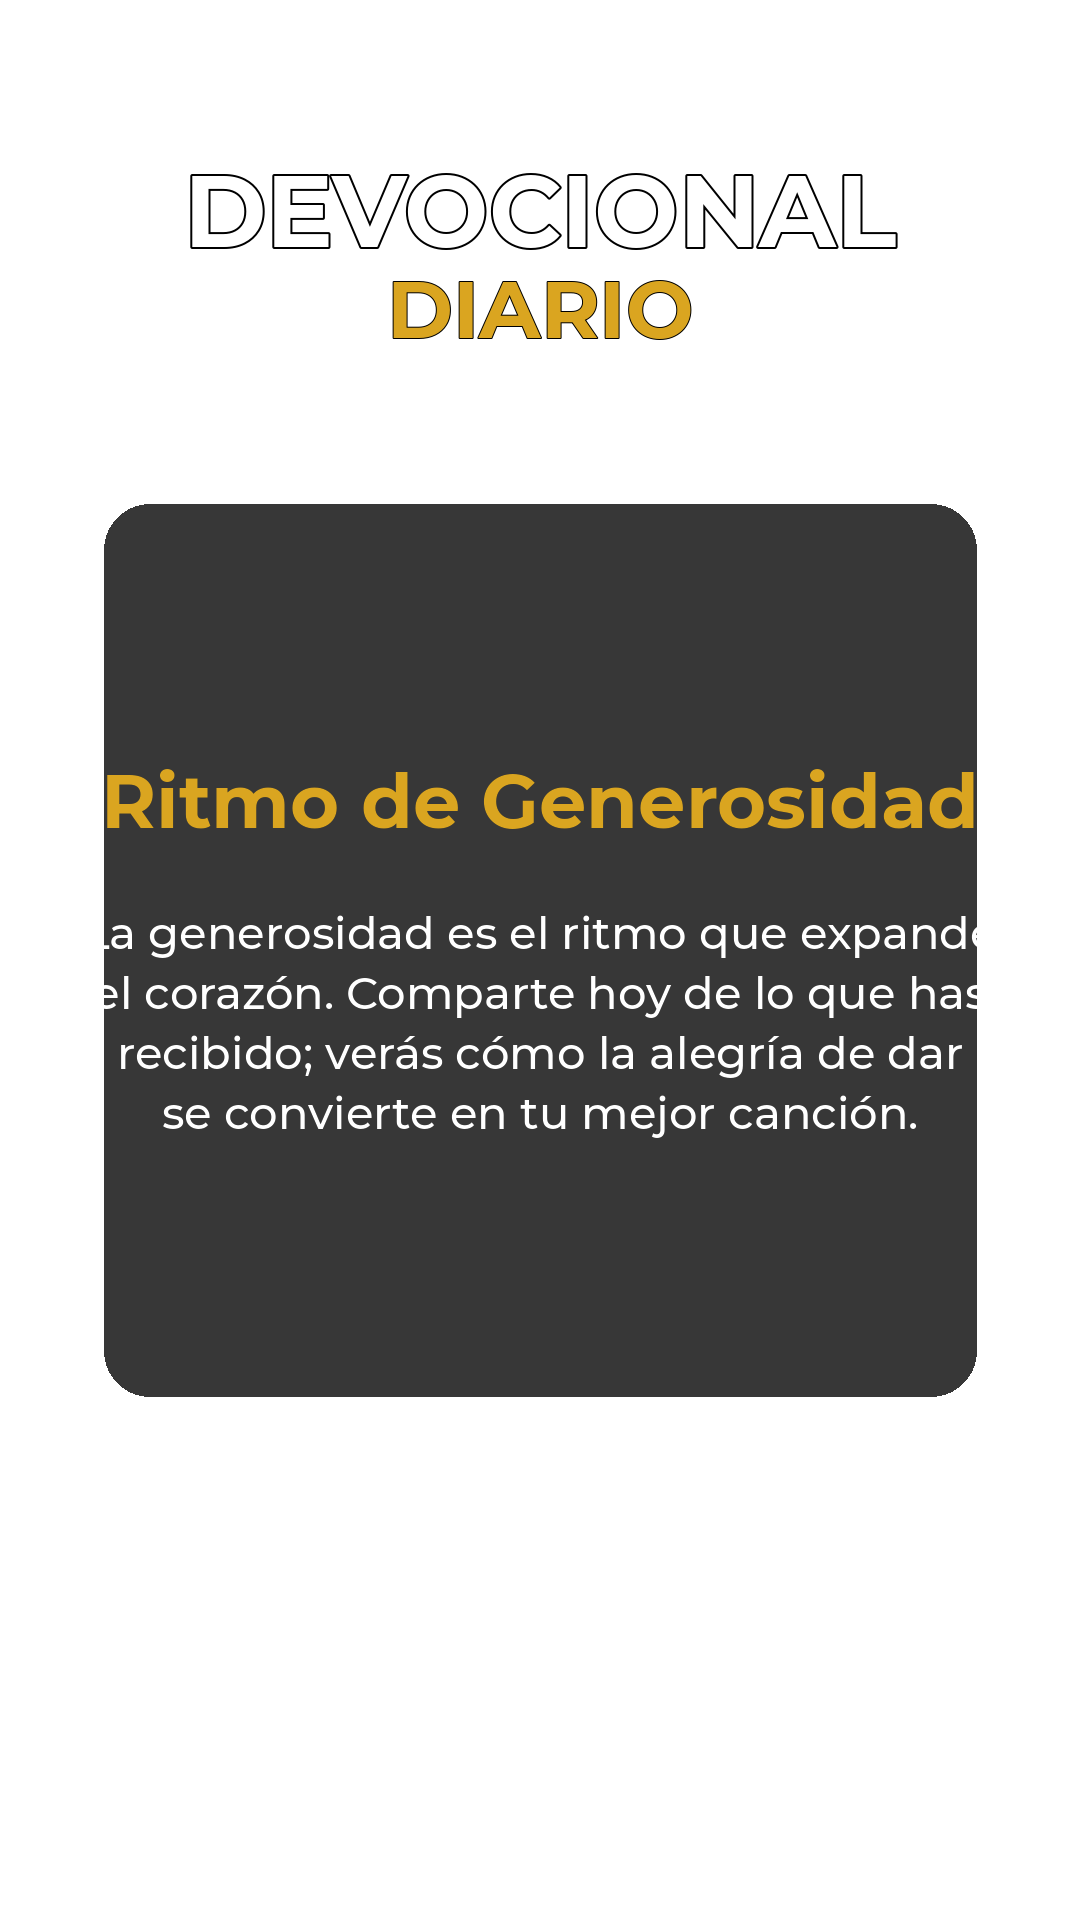 DEVOCIONAL
DIARIO
Ritmo de Generosidad
La generosidad es el ritmo que expande
el corazón. Comparte hoy de lo que has
recibido; verás cómo la alegría de dar
se convierte en tu mejor canción.